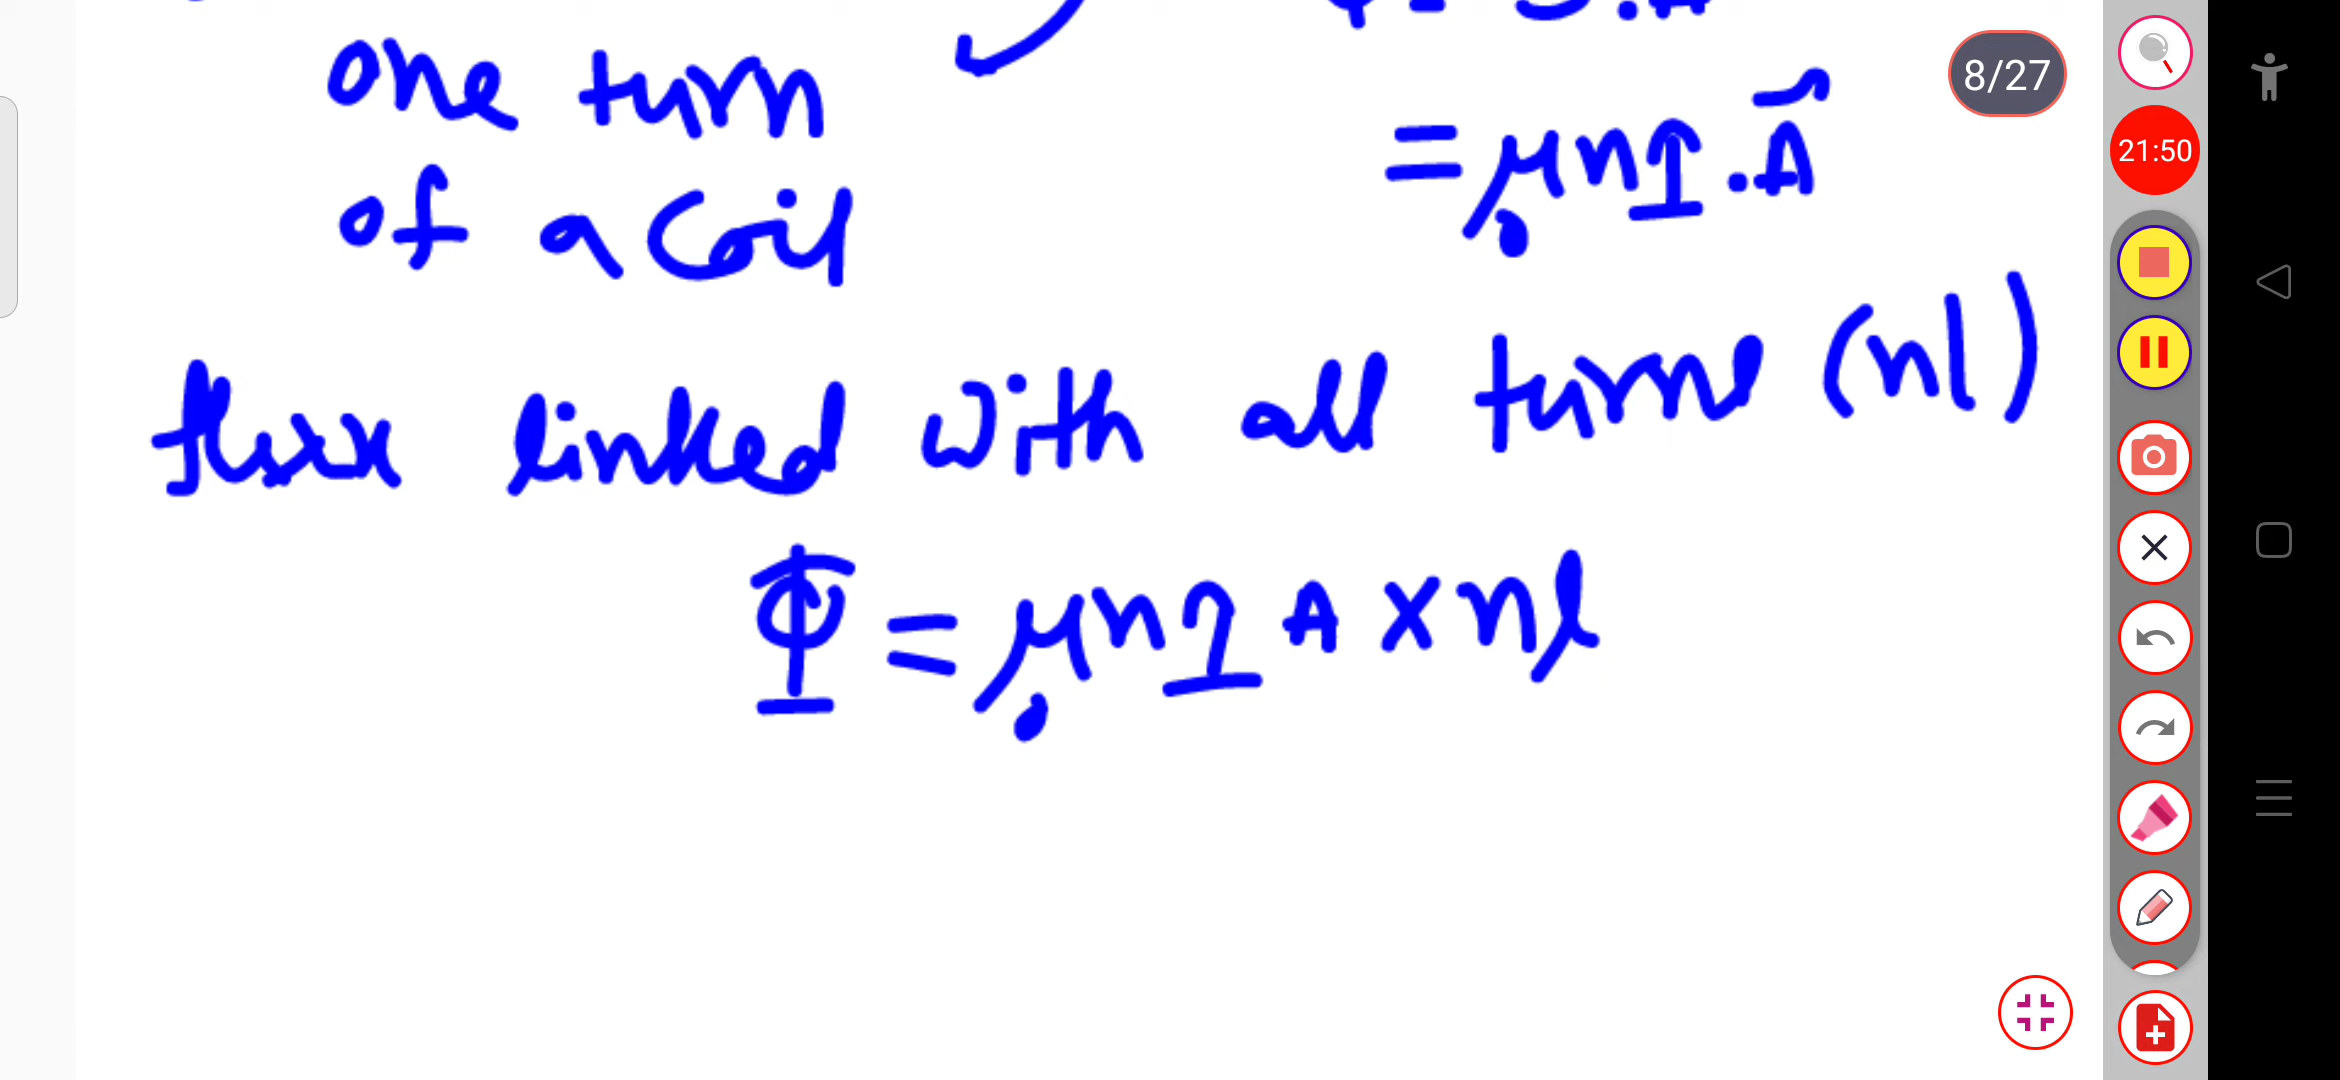 one turn
8/27
= μ₀nI.A⃗
21:50
of a coil
flux linked with all turns (nl)
Φ = μ₀nIA×nl